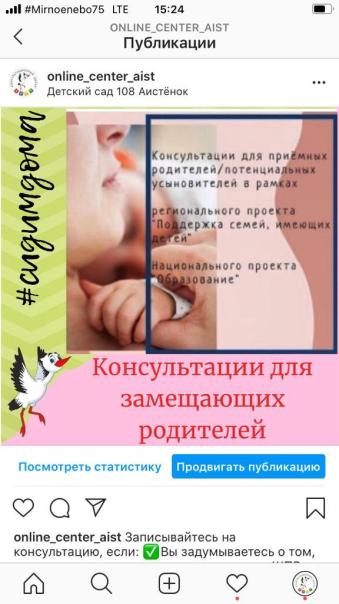 #Mirnoenebo75 LTE 15:24
ONLINE_CENTER_AIST
Публикации
online_center_aist
Детский сад 108 Аистёнок
#сидимдома
Консультации для приёмных
родителей/потенциальных
усыновителей в рамках
регионального проекта
"Поддержка семей, имеющих
детей"
Национального проекта
"Образование"
Консультации для
замещающих
родителей
Посмотреть статистику Продвигать публикацию
online_center_aist Записывайтесь на
консультацию, если: ✅Вы задумываетесь о том,